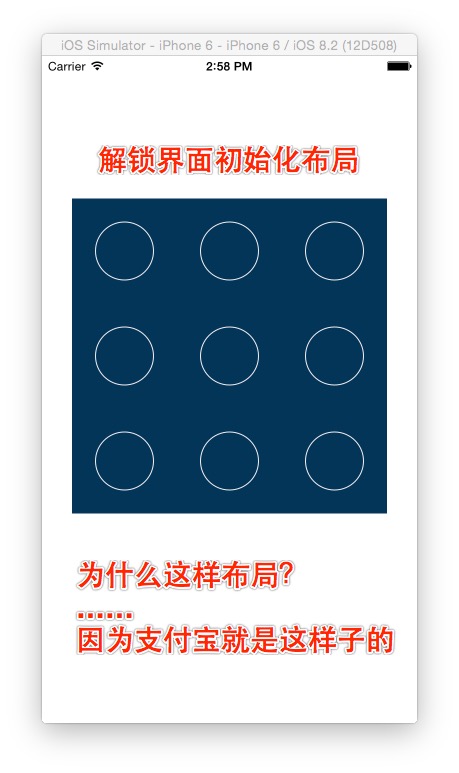 iOS Simulator - iPhone 6 - iPhone 6 / iOS 8.2 (12D508)
Carrier 2:58 PM
解锁界面初始化布局
为什么这样布局?
……
因为支付宝就是这样子的